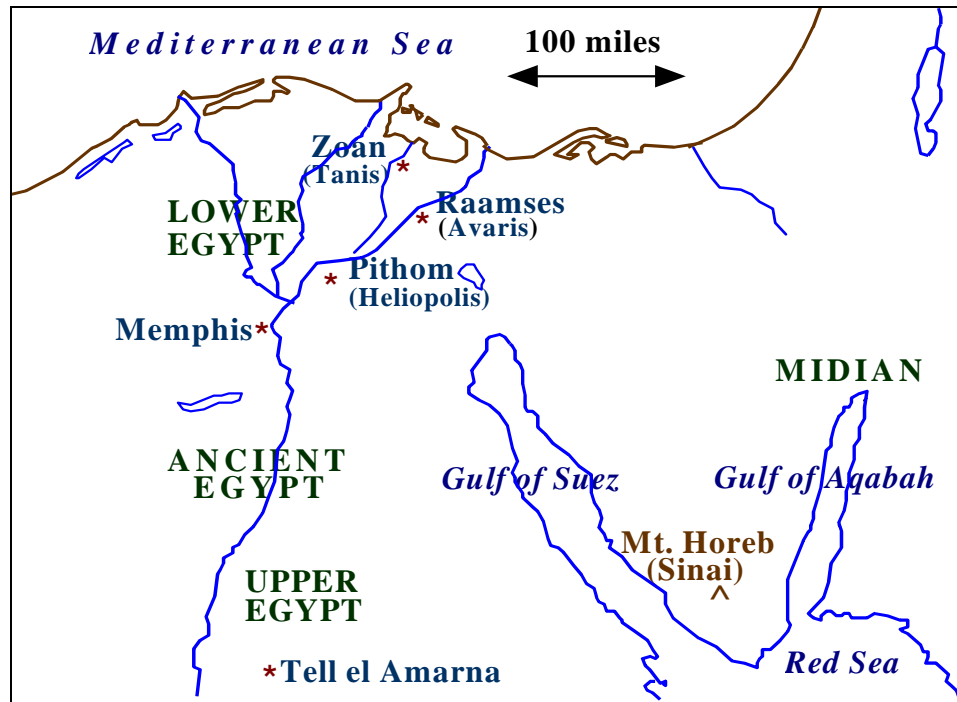 Mediterranean Sea
100 miles
Zoan
(Tanis)
*
LOWER
EGYPT
* Raamses
(Avaris)
* Pithom
(Heliopolis)
Memphis*
MIDIAN
ANCIENT
EGYPT
Gulf of Suez
Gulf of Aqabah
Mt. Horeb
(Sinai)
^
UPPER
EGYPT
Red Sea
*Tell el Amarna